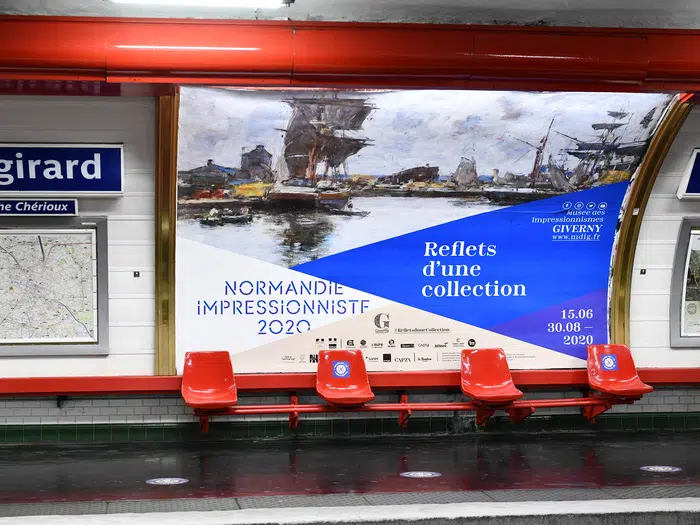 girard
ne Chérioux
Musée des
impressionnismes
GIVERNY
www.mdig.fr
Reflets
d'une
collection
NORMANDIE
IMPRESSIONNISTE
2020
#Refletsdunecollection
15.06
30.08 —
2020